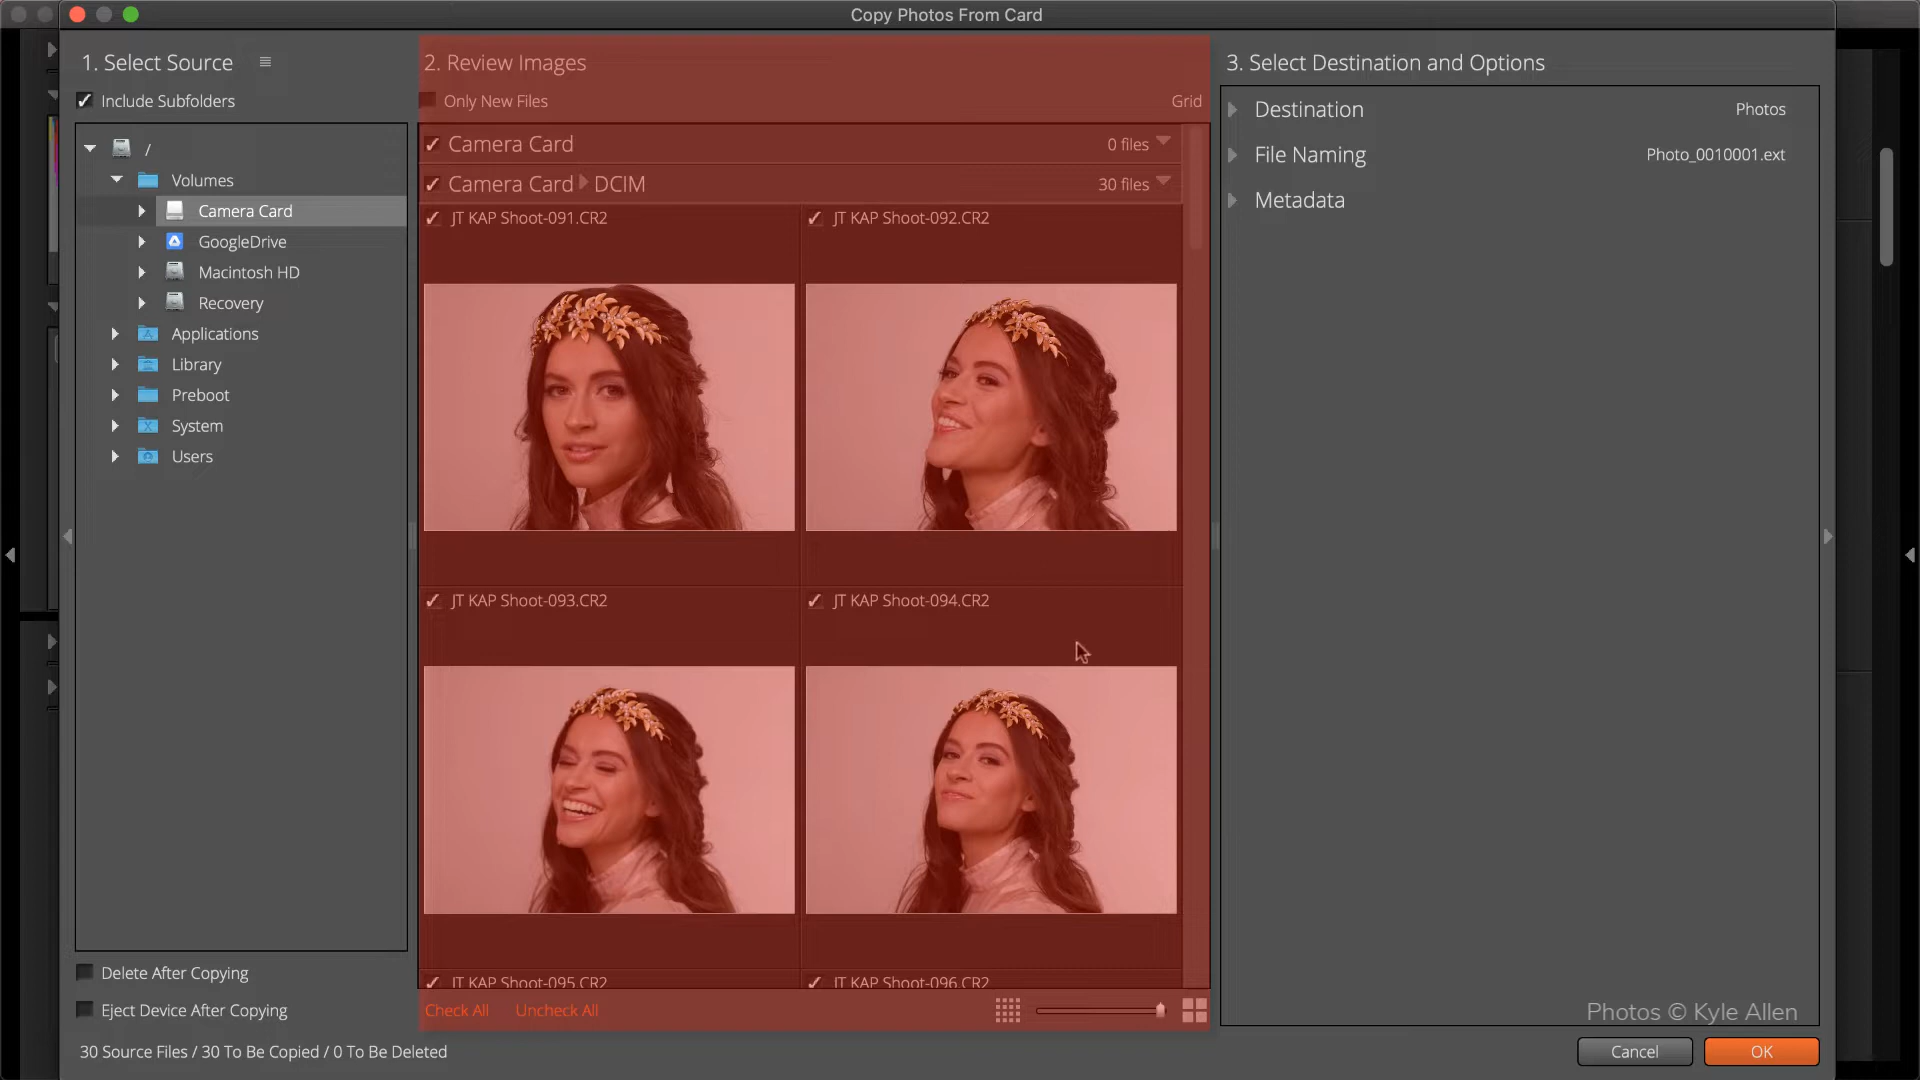 Copy Photos From Card
1. Select Source
Include Subfolders
/
Volumes
Camera Card
GoogleDrive
Macintosh HD
Recovery
Applications
Library
Preboot
System
Users
Delete After Copying
Eject Device After Copying
30 Source Files / 30 To Be Copied / 0 To Be Deleted
2. Review Images
Only New Files
Grid
Camera Card
0 files
Camera Card DCIM
30 files
JT KAP Shoot-091.CR2
JT KAP Shoot-092.CR2
JT KAP Shoot-093.CR2
JT KAP Shoot-094.CR2
JT KAP Shoot-095.CR2
JT KAP Shoot-096.CR2
Check All
Uncheck All
3. Select Destination and Options
Destination
Photos
File Naming
Photo_0010001.ext
Metadata
Photos © Kyle Allen
Cancel
OK